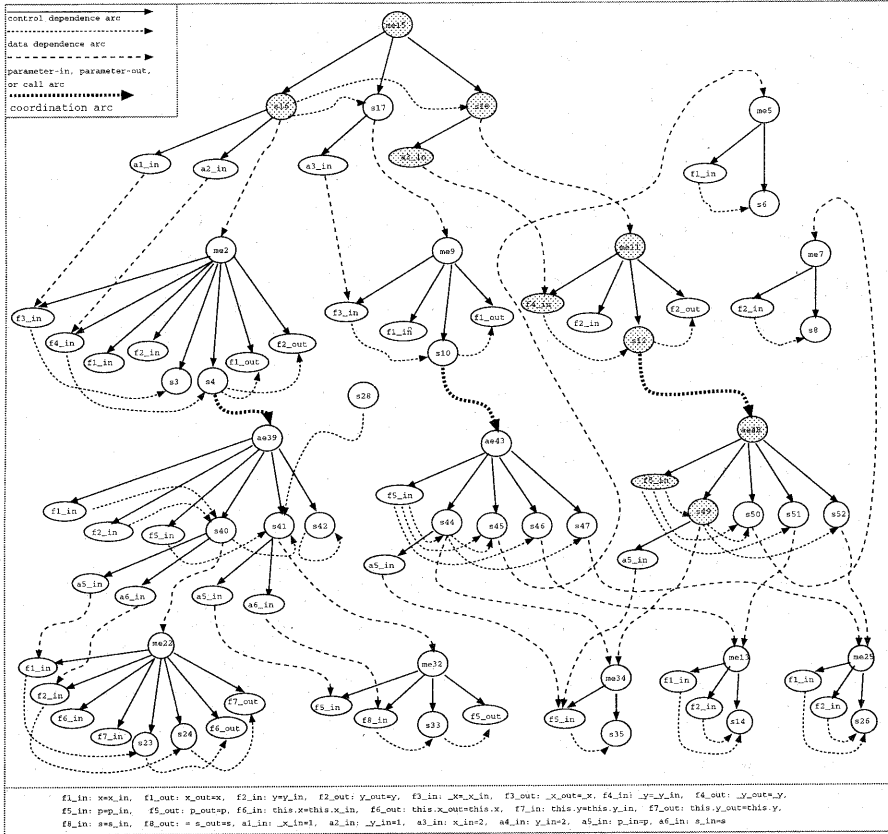 control dependence arc
data dependence arc
parameter-in, parameter-out,
or call arc
coordination arc
me15
s16
s17
s18
me5
a1_in
a2_in
a3_in
f1_in
s6
me2
me9
me11
me7
f3_in
f4_in
f1_in
f2_in
s3
s4
f1_out
f2_out
f3_in
f1_in
s10
f1_out
f4_in
f2_in
s12
f2_out
f2_in
s8
s28
ae39
ae43
f1_in
f2_in
f5_in
s40
s41
s42
f5_in
s44
s45
s46
s47
f5_in
s49
s50
s51
s52
a5_in
a6_in
a5_in
a6_in
a5_in
a5_in
me22
me32
me34
me13
me25
f1_in
f2_in
f6_in
f7_in
s23
s24
f6_out
f7_out
f5_in
f8_in
s33
f5_out
f5_in
s35
f1_in
f2_in
s14
f1_in
f2_in
s26
f1_in: x=x_in, f1_out: x_out=x, f2_in: y=y_in, f2_out: y_out=y, f3_in: _x=_x_in, f3_out: _x_out=_x, f4_in: _y=_y_in, f4_out: _y_out=_y,
f5_in: p=p_in, f5_out: p_out=p, f6_in: this.x=this.x_in, f6_out: this.x_out=this.x, f7_in: this.y=this.y_in, f7_out: this.y_out=this.y,
f8_in: s=s_in, f8_out: = s_out=s, a1_in: _x_in=1, a2_in: _y_in=1, a3_in: x_in=2, a4_in: y_in=2, a5_in: p_in=p, a6_in: s_in=s